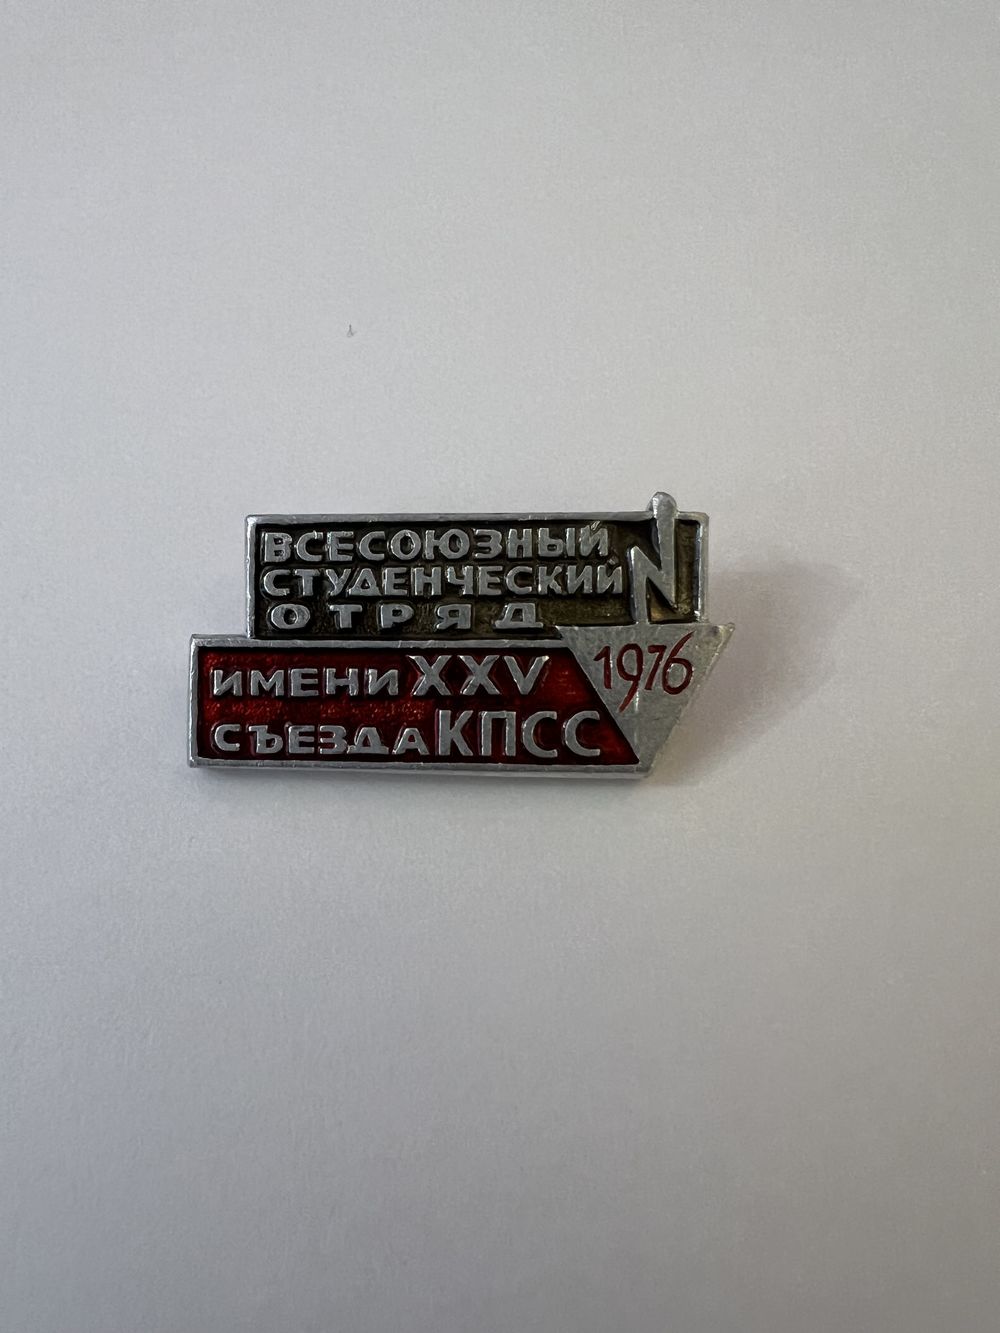 ВСЕСОЮЗНЫЙ
СТУДЕНЧЕСКИЙ
ОТРЯД
ИМЕНИ XXV
СЪЕЗДА КПСС
1976